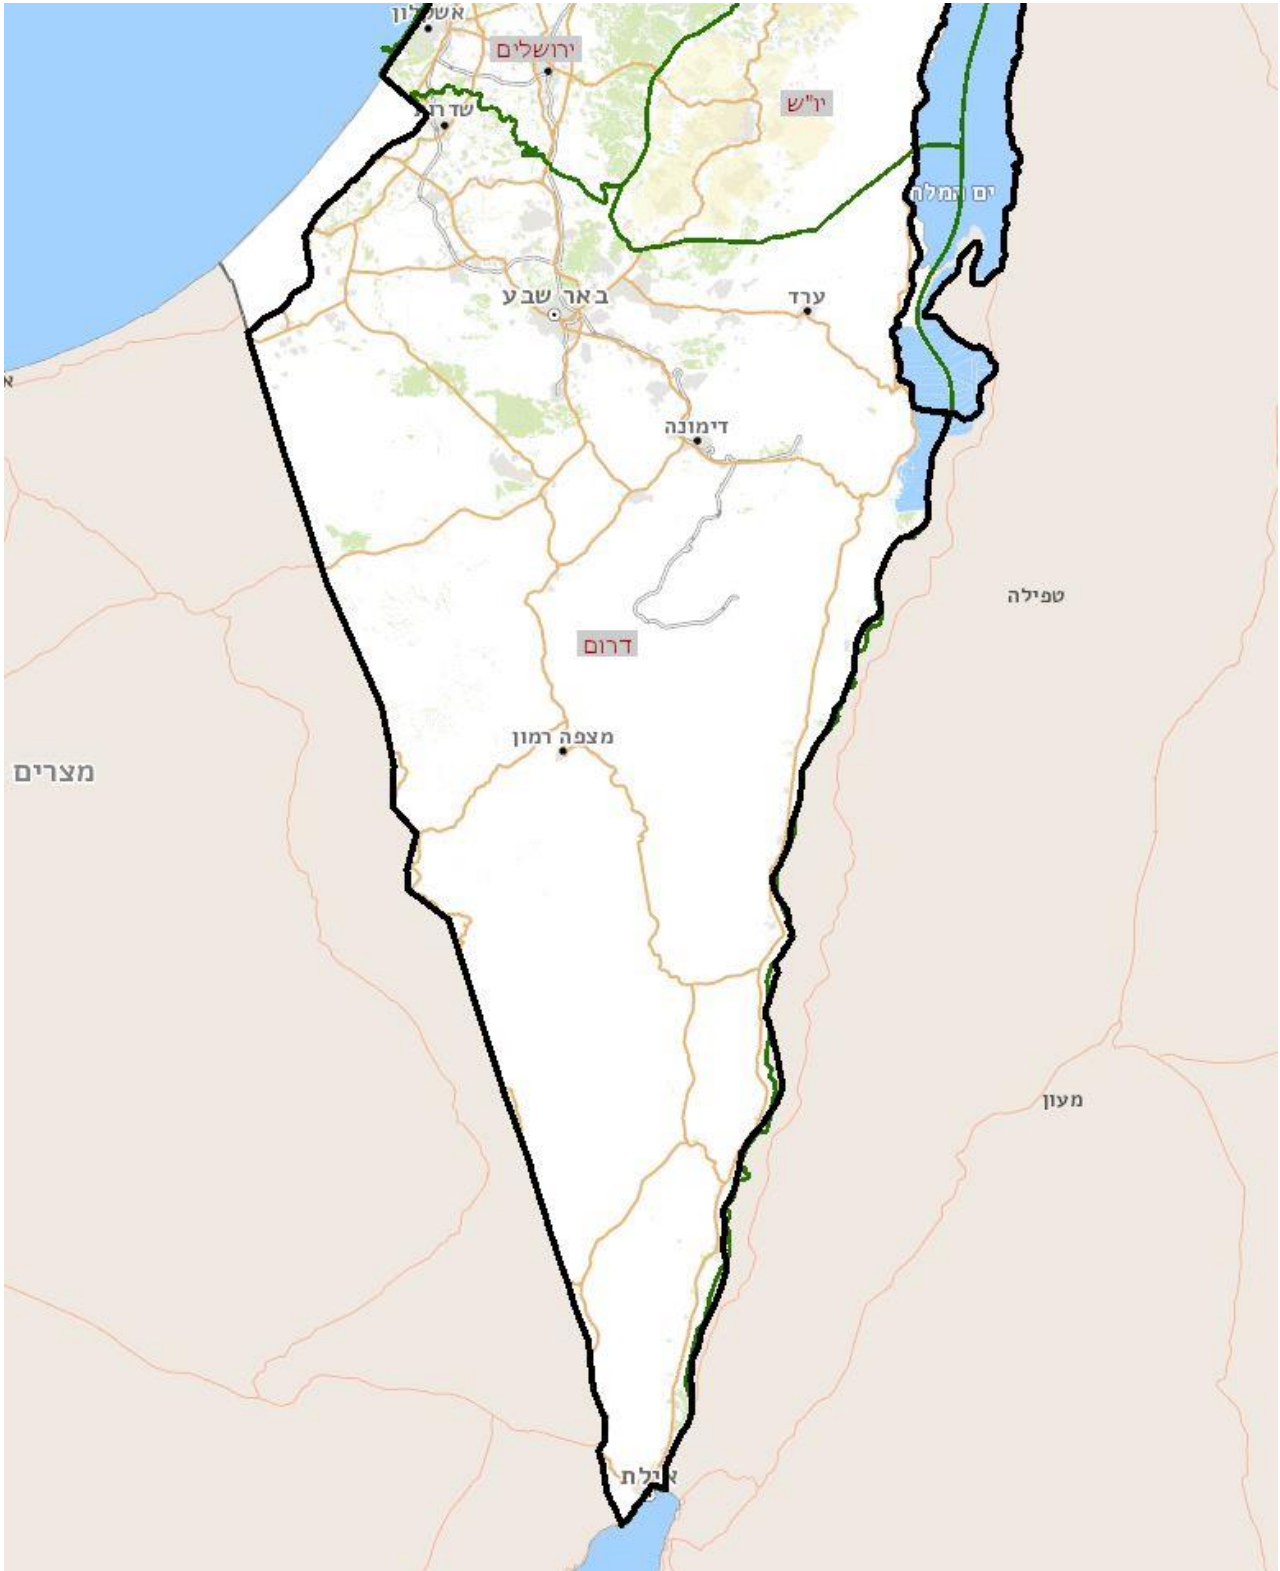 אשקלון
ירושלים
יו"ש
שדרות
ים המלח
באר שבע
ערד
א
דימונה
טפילה
דרום
מצפה רמון
מצרים
מעון
אילת